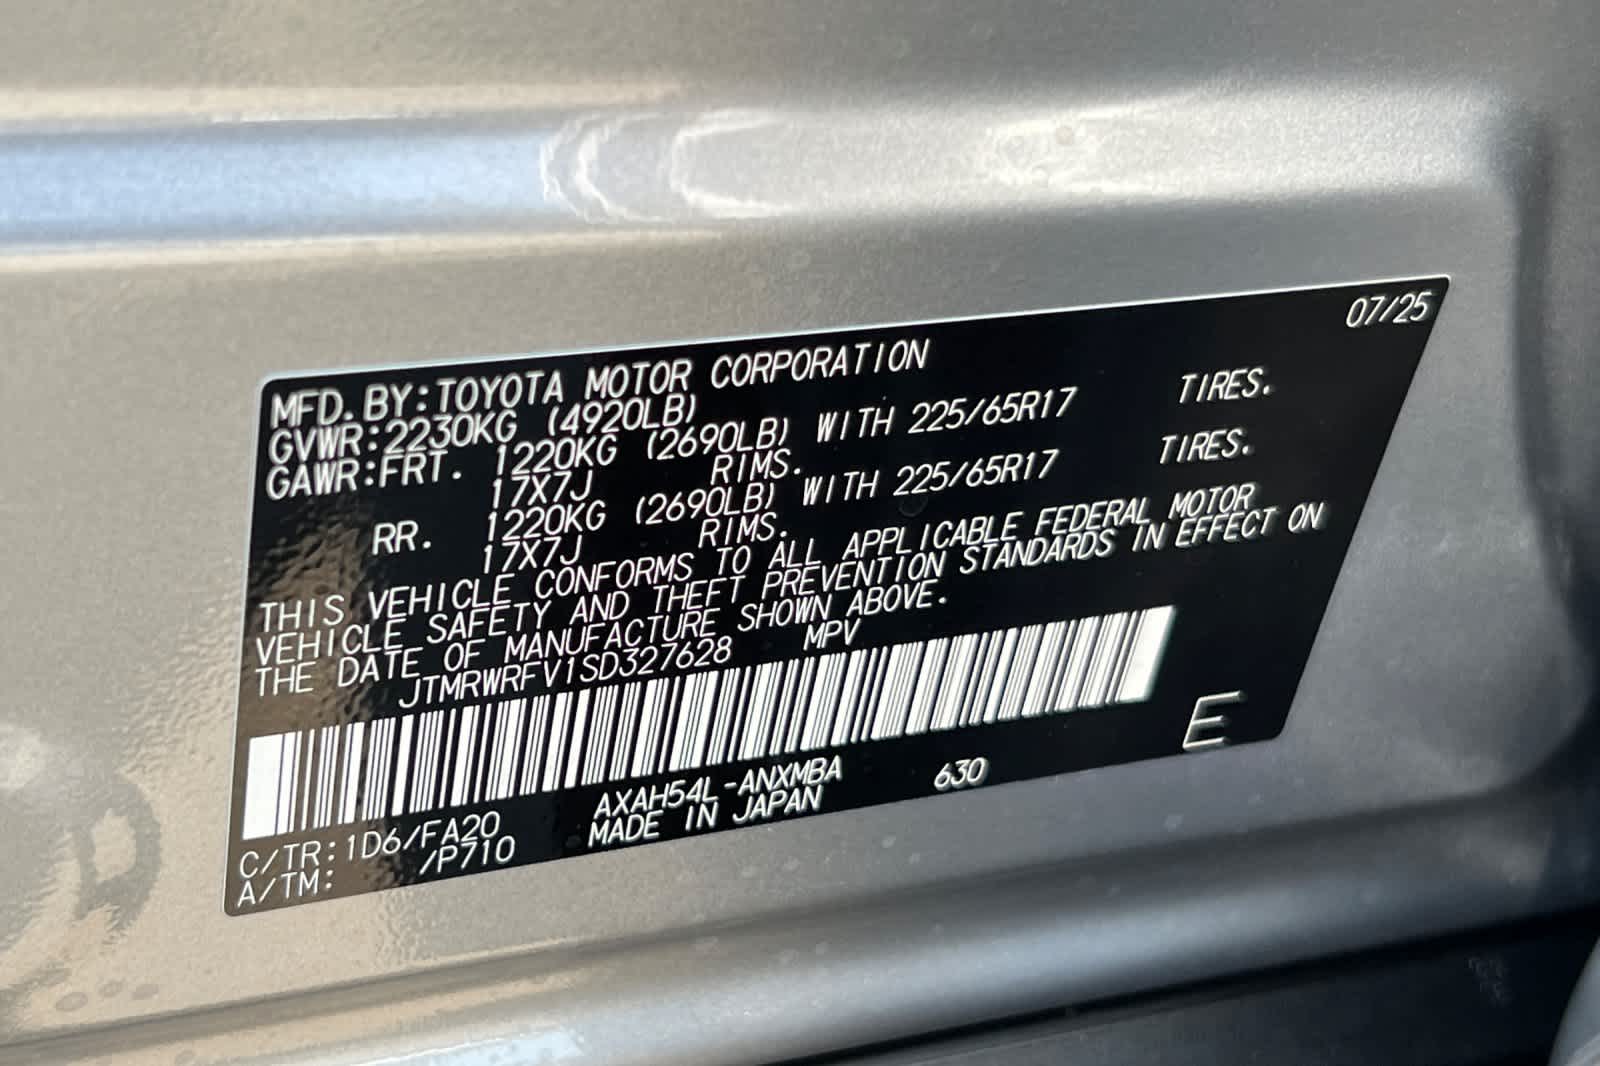 07/25
MFD.BY:TOYOTA MOTOR CORPORATION
GVWR:2230KG (4920LB)
GAWR:FRT. 1220KG (2690LB) WITH 225/65R17 TIRES.
17X7J RIMS.
RR. 1220KG (2690LB) WITH 225/65R17 TIRES.
17X7J RIMS.
THIS VEHICLE CONFORMS TO ALL APPLICABLE FEDERAL MOTOR
VEHICLE SAFETY AND THEFT PREVENTION STANDARDS IN EFFECT ON
THE DATE OF MANUFACTURE SHOWN ABOVE.
JTMRWRFV1SD327628 MPV
E
C/TR:1D6/FA20 AXAH54L-ANXMBA 630
A/TM: /P710 MADE IN JAPAN